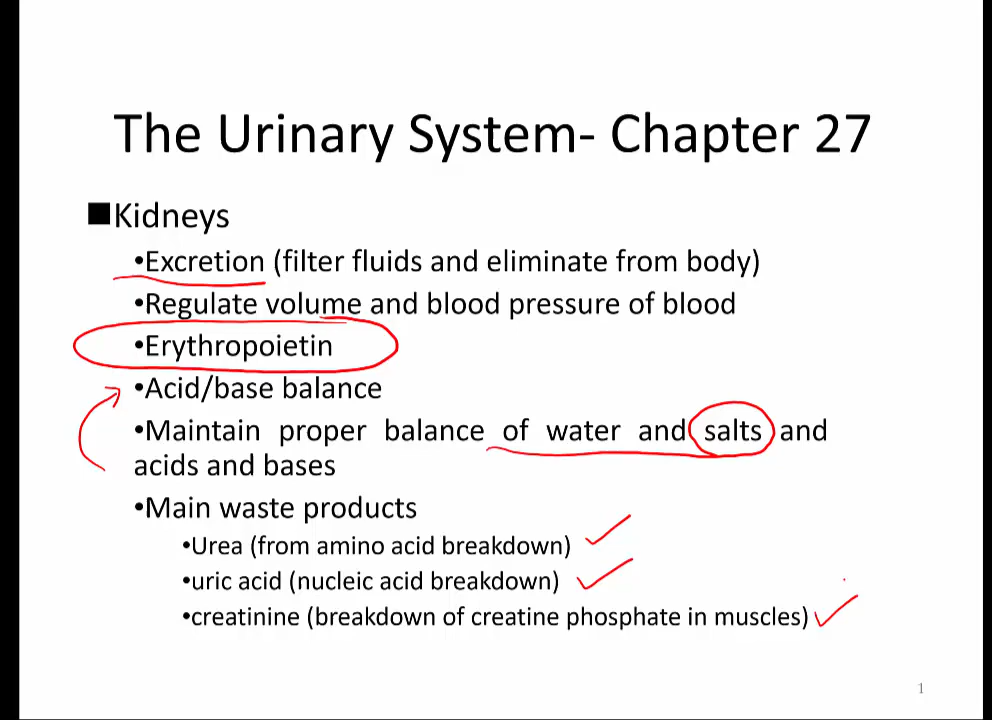 The Urinary System- Chapter 27
■Kidneys
•Excretion (filter fluids and eliminate from body)
•Regulate volume and blood pressure of blood
•Erythropoietin
•Acid/base balance
•Maintain proper balance of water and salts and
acids and bases
•Main waste products
•Urea (from amino acid breakdown)
•uric acid (nucleic acid breakdown)
•creatinine (breakdown of creatine phosphate in muscles)
1